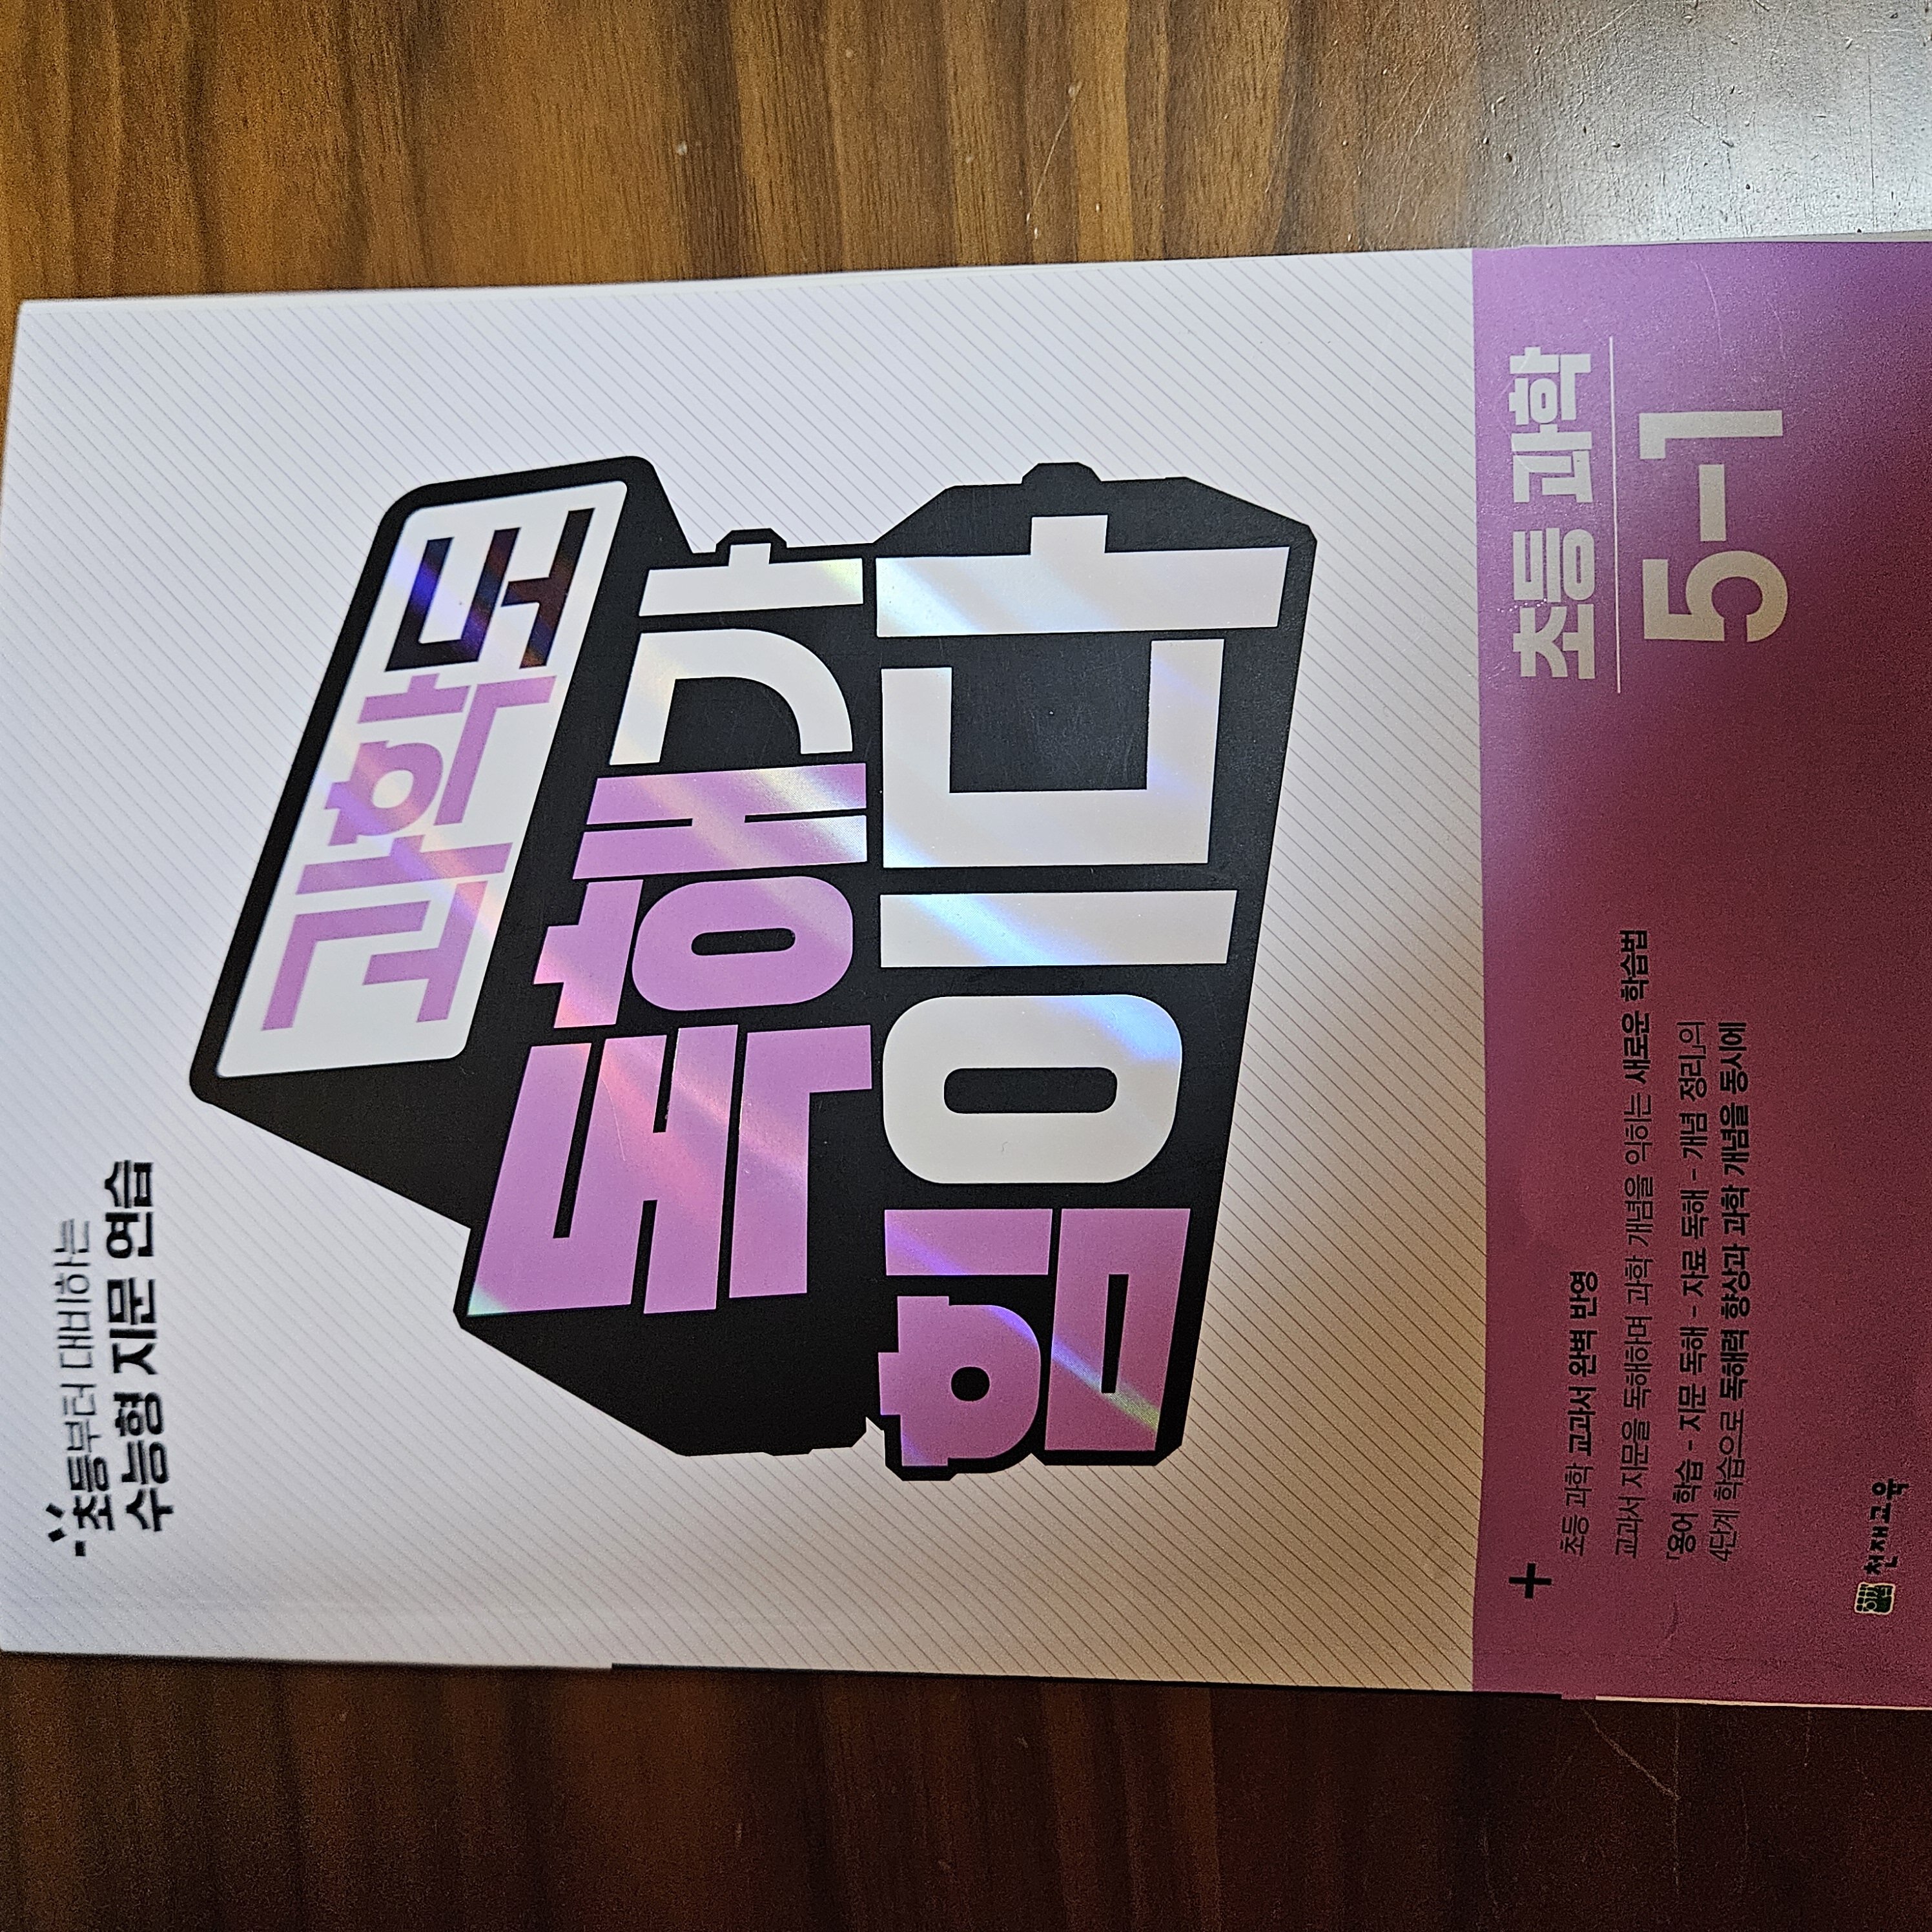 초등부터 대비하는
수능형 지문 연습
과학도
독해가
힘이다
초등 과학
5-1
+
초등 과학 교과서 완벽 반영
교과서 지문을 독해하며 과학 개념을 익히는 새로운 학습법
「용어 학습 - 지문 독해 - 자료 독해 - 개념 정리」의
4단계 학습으로 독해력 향상과 과학 개념을 동시에
천재교육